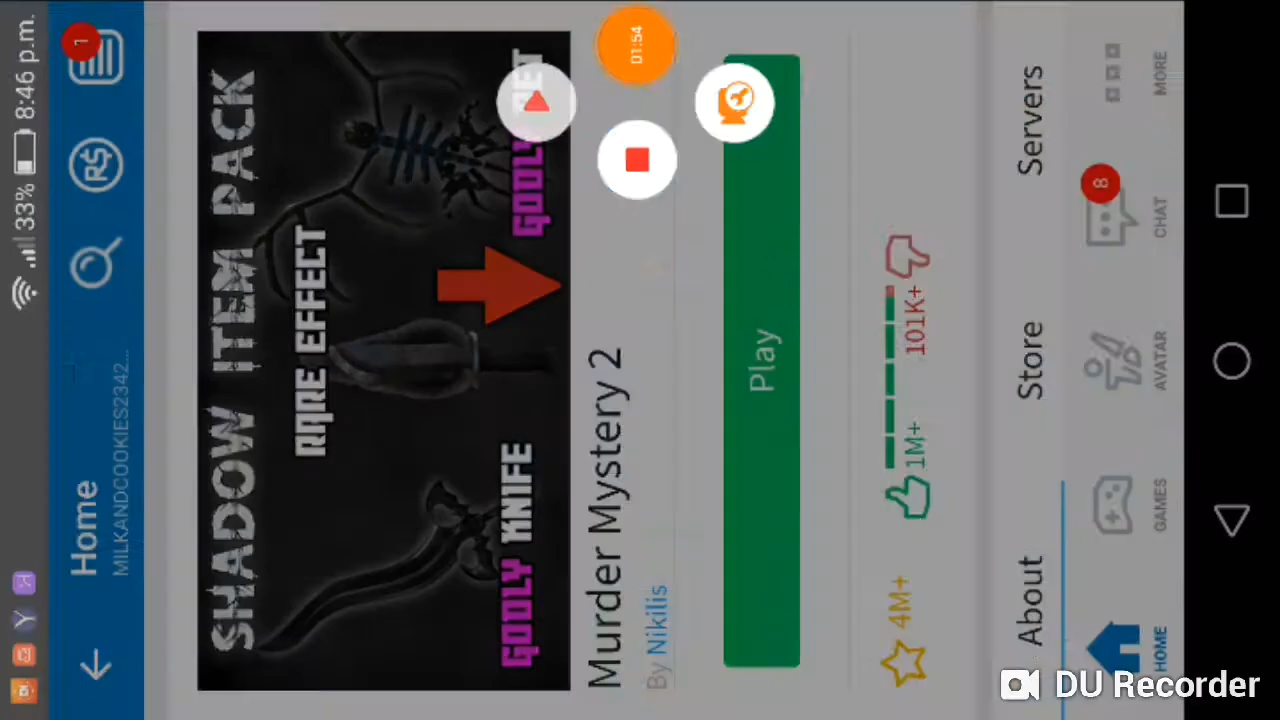 33% 8:46 p.m.
1
Home
MILKANDCOOKIES2342...
R$
SHADOW ITEM PACK
RARE EFFECT
GODLY KNIFE
GODLY
Murder Mystery 2
By Nikilis
01:54
Play
4M+
1M+
101K+
About
Store
Servers
8
HOME
GAMES
AVATAR
CHAT
MORE
DU Recorder